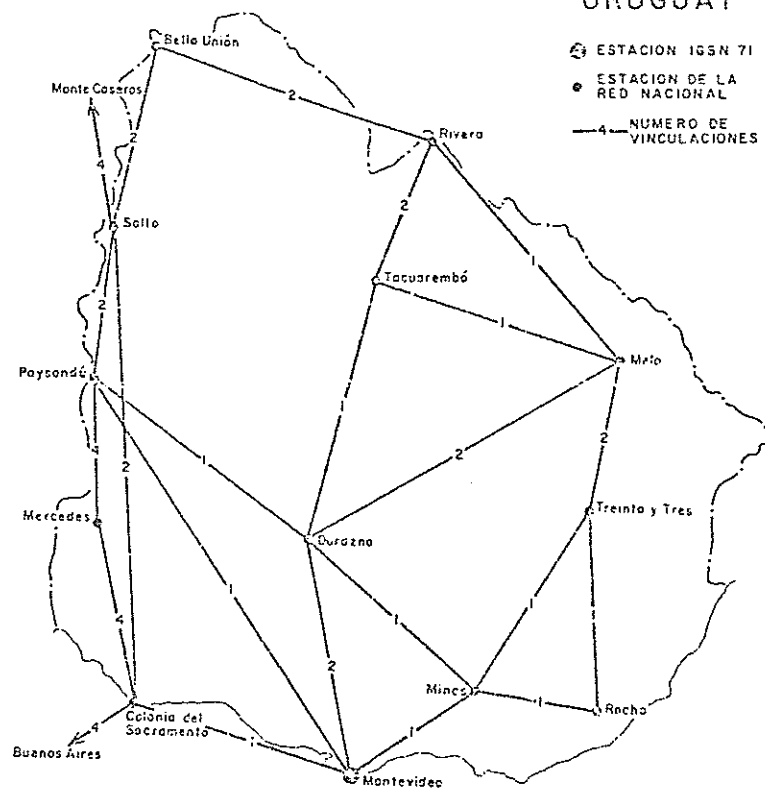 URUGUAY
ESTACION IGSN 71
ESTACION DE LA
RED NACIONAL
4 NUMERO DE
VINCULACIONES
Bella Unión
Monte Caseros
2
Rivera
2
4
Salto
2
1
Tacuarembó
2
1
Paysandú
Melo
1
4
2
1
2
2
Mercedes
Durazno
Treinta y Tres
1
1
1
4
2
Minas
1
Rocha
Colonia del
Sacramento
4
1
1
Buenos Aires
Montevideo